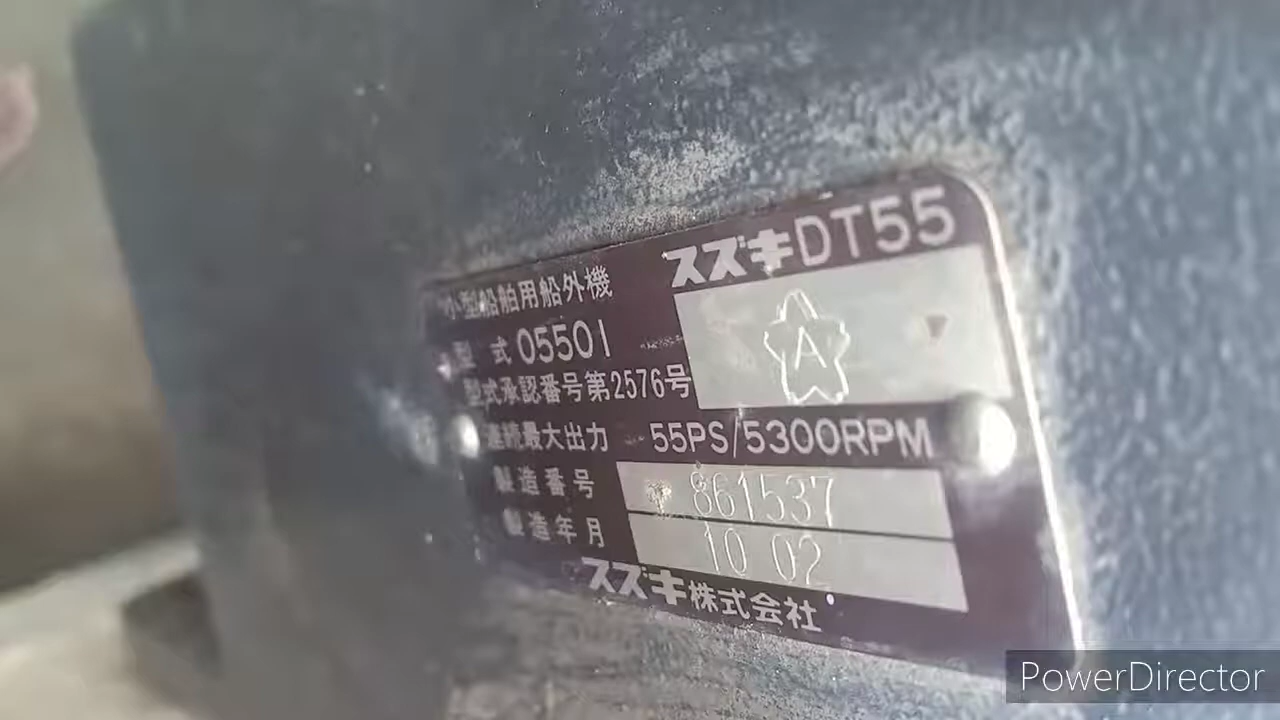 スズキDT55
小型船舶用船外機
型式 05501
型式承認番号第2576号
A
連続最大出力 55PS/5300RPM
製造番号 861537
製造年月 10 02
スズキ株式会社
PowerDirector